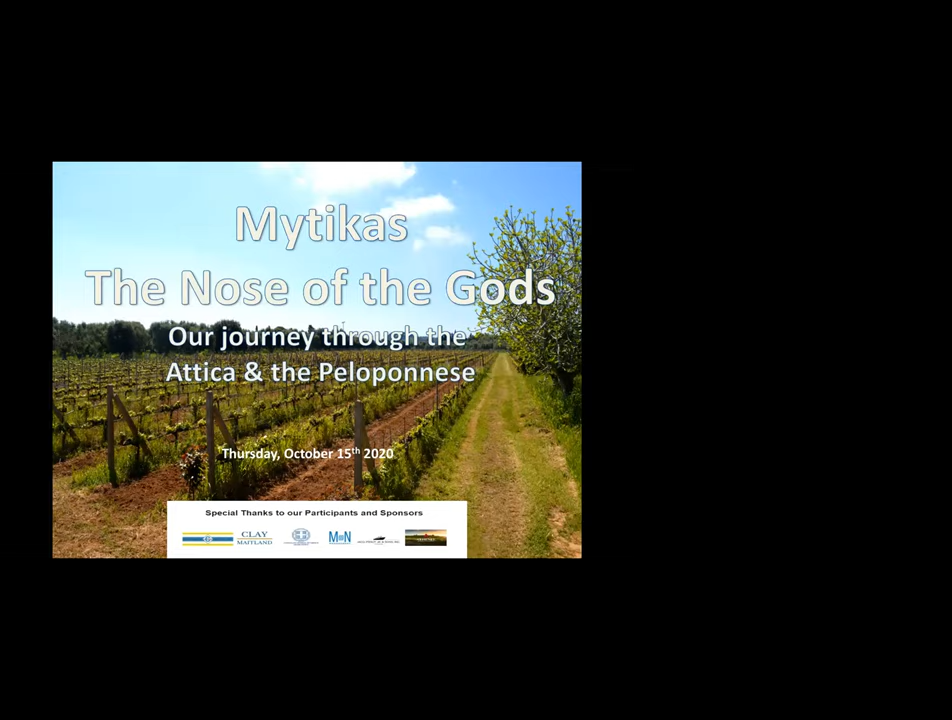 Mytikas
The Nose of the Gods
Our journey through the
Attica & the Peloponnese
Thursday, October 15th 2020
Special Thanks to our Participants and Sponsors
CLAY
MAITLAND